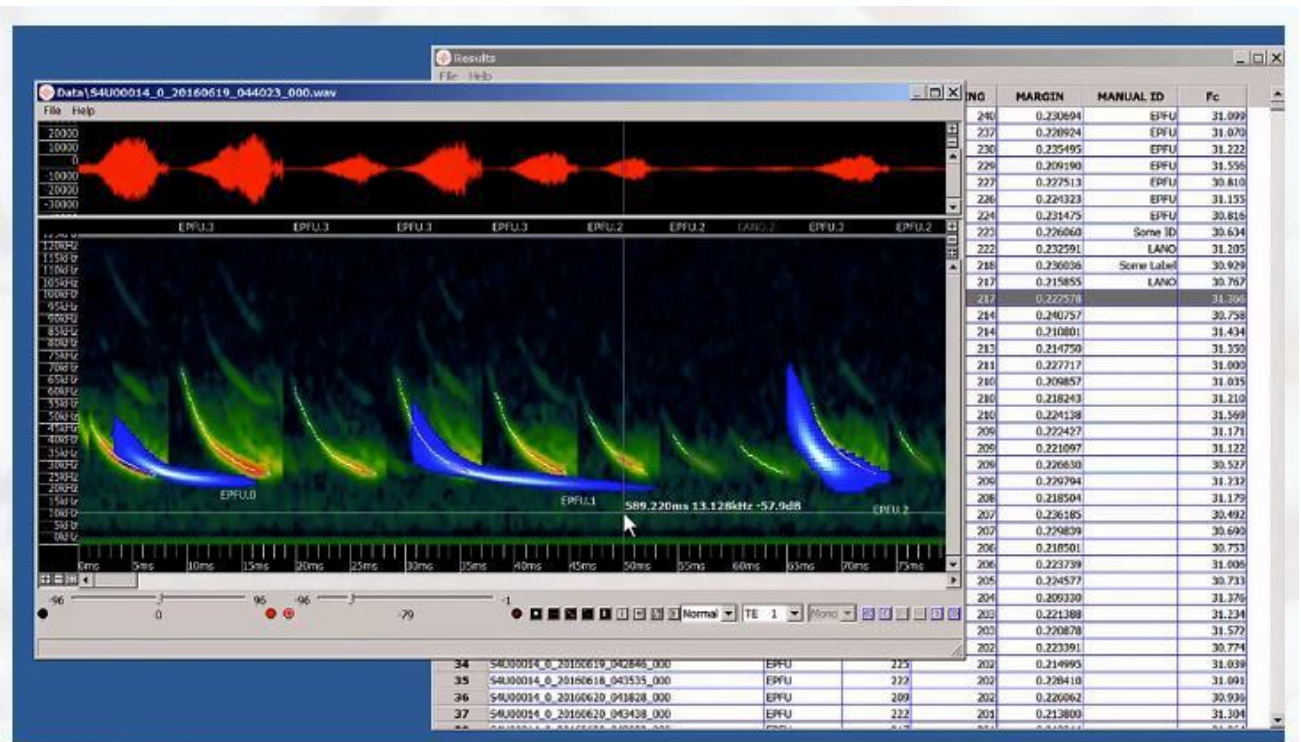 Results
File Help
Data\S4U00014_0_20160619_044023_000.wav
File Help
20000
10000
0
-10000
-20000
-30000
EPFU.3 EPFU.3 EPFU.3 EPFU.3 EPFU.2 EPFU.2 LANO.2 EPFU.3 EPFU.2
120kHz
115kHz
110kHz
105kHz
100kHz
95kHz
90kHz
85kHz
80kHz
75kHz
70kHz
65kHz
60kHz
55kHz
50kHz
45kHz
40kHz
35kHz
30kHz
25kHz
20kHz
15kHz
10kHz
5kHz
0kHz
EPFU.0
EPFU.1
589.220ms 13.128kHz -57.9dB
EPFU.2
0ms 5ms 10ms 15ms 20ms 25ms 30ms 35ms 40ms 45ms 50ms 55ms 60ms 65ms 70ms 75ms
-96 96 -96 -1
0 -79
Normal TE 1 Mono
NG MARGIN MANUAL ID Fc
240 0.230694 EPFU 31.099
237 0.228924 EPFU 31.070
230 0.235495 EPFU 31.222
229 0.209190 EPFU 31.556
227 0.227513 EPFU 30.810
226 0.224323 EPFU 31.155
224 0.231475 EPFU 30.816
223 0.226060 Some ID 30.634
222 0.232591 LANO 31.205
218 0.236036 Some Label 30.929
217 0.215855 LANO 30.767
217 0.227578 31.366
214 0.240757 30.758
214 0.210801 31.434
213 0.214750 31.350
211 0.227717 31.000
210 0.209857 31.035
210 0.218243 31.210
210 0.224138 31.569
209 0.222427 31.171
209 0.221097 31.122
209 0.226630 30.527
209 0.229794 31.232
208 0.218504 31.179
207 0.236185 30.492
207 0.229839 30.690
206 0.218501 30.753
206 0.223739 31.006
205 0.224577 30.733
204 0.209330 31.376
203 0.221388 31.234
203 0.220878 31.572
202 0.223391 30.774
34 S4U00014_0_20160619_042846_000 EPFU 225 202 0.214995 31.039
35 S4U00014_0_20160618_043535_000 EPFU 222 202 0.228410 31.091
36 S4U00014_0_20160620_041828_000 EPFU 209 202 0.226062 30.936
37 S4U00014_0_20160620_043438_000 EPFU 222 201 0.213800 31.304